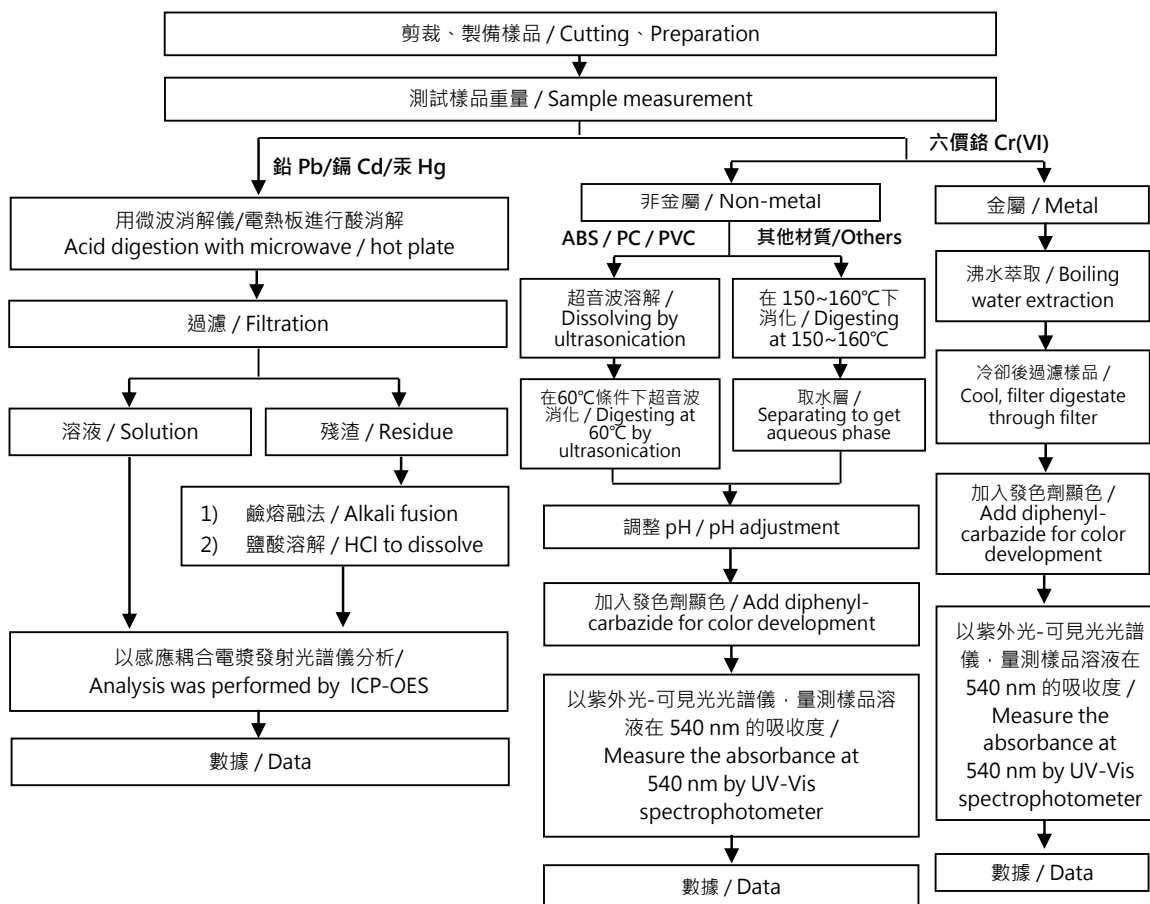 剪裁、製備樣品 / Cutting、Preparation
測試樣品重量 / Sample measurement
鉛 Pb/鎘 Cd/汞 Hg
六價鉻 Cr(VI)
用微波消解儀/電熱板進行酸消解
Acid digestion with microwave / hot plate
過濾 / Filtration
溶液 / Solution
殘渣 / Residue
1) 鹼熔融法 / Alkali fusion
2) 鹽酸溶解 / HCl to dissolve
以感應耦合電漿發射光譜儀分析/
Analysis was performed by ICP-OES
數據 / Data
非金屬 / Non-metal
ABS / PC / PVC
其他材質/Others
超音波溶解 /
Dissolving by
ultrasonication
在60℃條件下超音波
消化 / Digesting at
60℃ by
ultrasonication
在 150~160℃下
消化 / Digesting
at 150~160℃
取水層 /
Separating to get
aqueous phase
調整 pH / pH adjustment
加入發色劑顯色 / Add diphenyl-
carbazide for color development
以紫外光-可見光光譜儀，量測樣品溶
液在 540 nm 的吸收度 /
Measure the absorbance at
540 nm by UV-Vis
spectrophotometer
數據 / Data
金屬 / Metal
沸水萃取 / Boiling
water extraction
冷卻後過濾樣品 /
Cool, filter digestate
through filter
加入發色劑顯色 /
Add diphenyl-
carbazide for color
development
以紫外光-可見光光譜
儀，量測樣品溶液在
540 nm 的吸收度 /
Measure the
absorbance at
540 nm by UV-Vis
spectrophotometer
數據 / Data